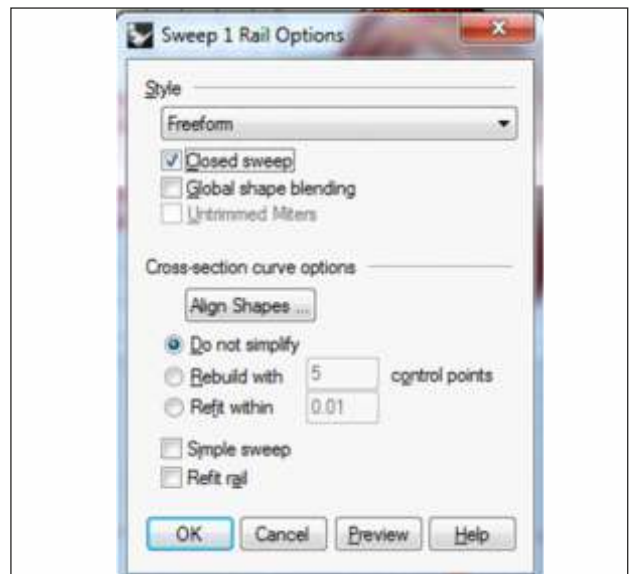 Sweep 1 Rail Options
Style
Freeform
Closed sweep
Global shape blending
Untrimmed Miters
Cross-section curve options
Align Shapes ...
Do not simplify
Rebuild with 5 control points
Refit within 0.01
Simple sweep
Refit rail
OK Cancel Preview Help